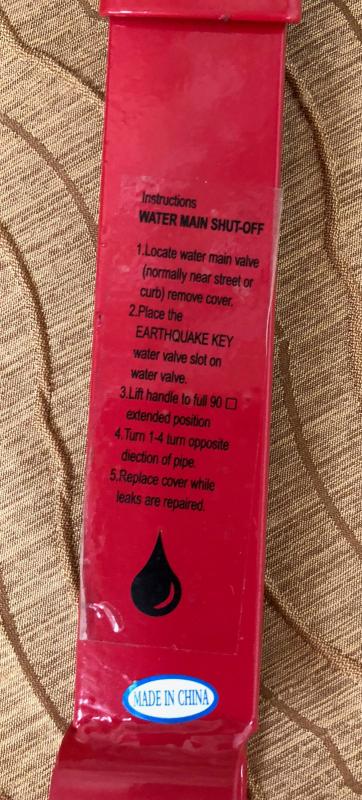 Instructions
WATER MAIN SHUT-OFF
1.Locate water main valve
(normally near street or
curb) remove cover.
2.Place the
EARTHQUAKE KEY
water valve slot on
water valve.
3.Lift handle to full 90 □
extended position
4.Turn 1-4 turn opposite
diection of pipe.
5.Replace cover while
leaks are repaired.
MADE IN CHINA